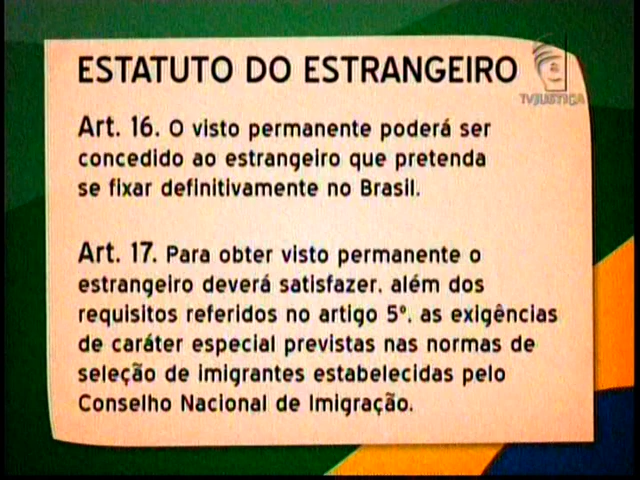 ESTATUTO DO ESTRANGEIRO
TVJUSTIÇA
Art. 16. O visto permanente poderá ser
concedido ao estrangeiro que pretenda
se fixar definitivamente no Brasil.
Art. 17. Para obter visto permanente o
estrangeiro deverá satisfazer, além dos
requisitos referidos no artigo 5º, as exigências
de caráter especial previstas nas normas de
seleção de imigrantes estabelecidas pelo
Conselho Nacional de Imigração.